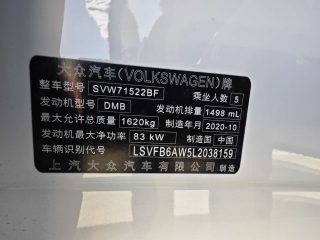 大众汽车(VOLKSWAGEN)牌
整车型号 SVW71522BF 乘坐人数 5
发动机型号 DMB 发动机排量 1498 mL
最大允许总质量 1620kg 制造年月 2020-10
发动机最大净功率 83 kW 制造国 中国
车辆识别代号 LSVFB6AW5L2038159
上汽大众汽车有限公司制造